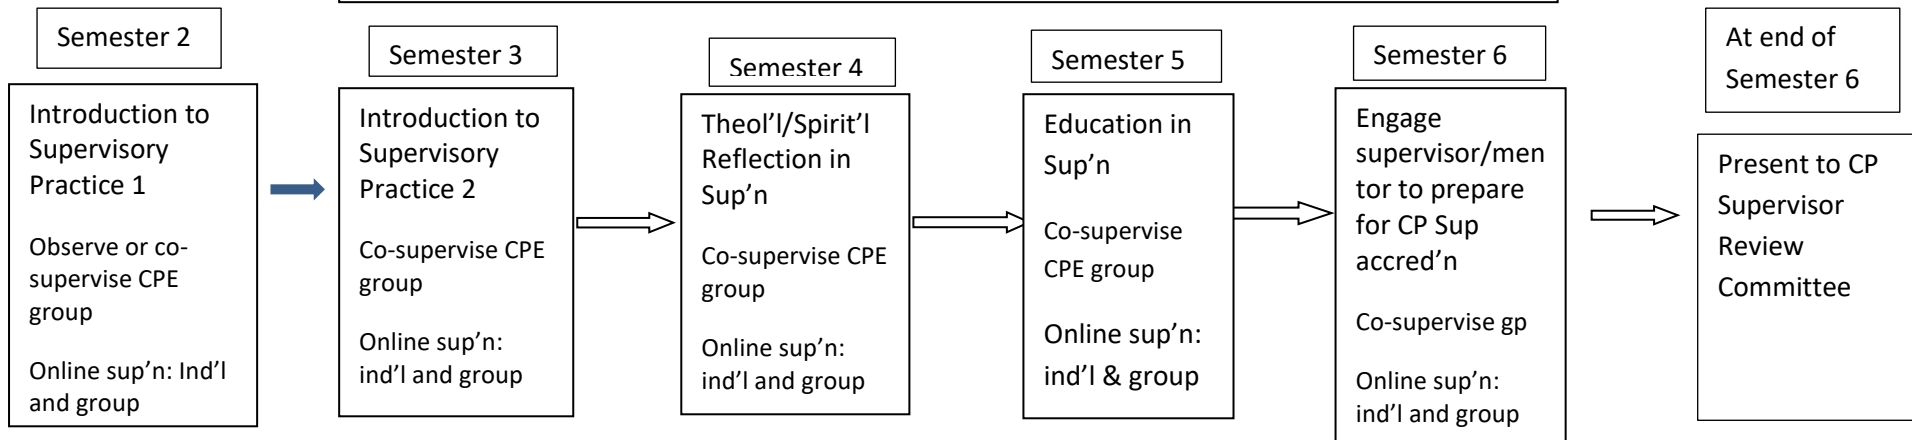 Semester 2
Introduction to
Supervisory
Practice 1
Observe or co-
supervise CPE
group
Online sup’n: Ind’l
and group
Semester 3
Introduction to
Supervisory
Practice 2
Co-supervise CPE
group
Online sup’n:
ind’l and group
Semester 4
Theol’l/Spirit’l
Reflection in
Sup’n
Co-supervise CPE
group
Online sup’n:
ind’l and group
Semester 5
Education in
Sup’n
Co-supervise
CPE group
Online sup’n:
ind’l & group
Semester 6
Engage
supervisor/men
tor to prepare
for CP Sup
accred’n
Co-supervise gp
Online sup’n:
ind’l and group
At end of
Semester 6
Present to CP
Supervisor
Review
Committee